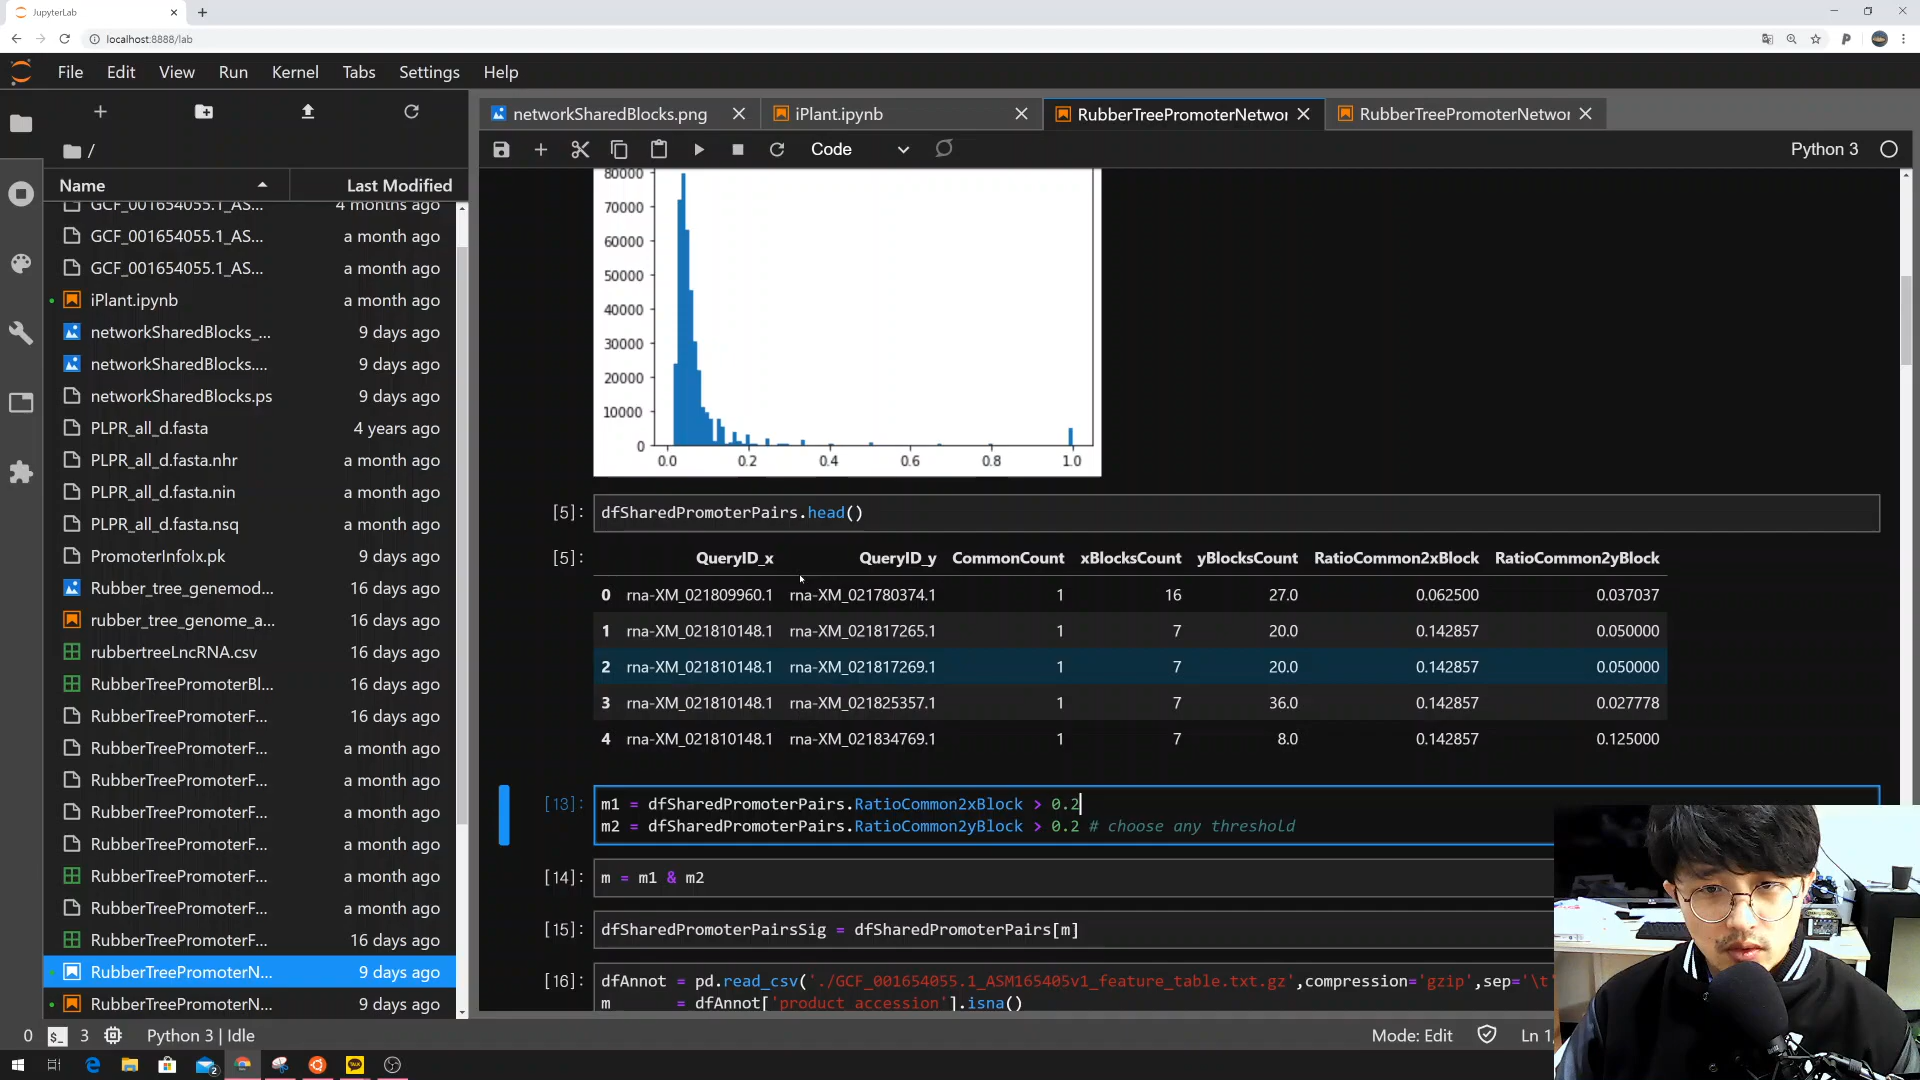 JupyterLab
localhost:8888/lab
File Edit View Run Kernel Tabs Settings Help
networkSharedBlocks.png
iPlant.ipynb
RubberTreePromoterNetwor
RubberTreePromoterNetwor
Code
Python 3
/
Name Last Modified
GCF_001654055.1_AS... 4 months ago
GCF_001654055.1_AS... a month ago
GCF_001654055.1_AS... a month ago
iPlant.ipynb a month ago
networkSharedBlocks_... 9 days ago
networkSharedBlocks.... 9 days ago
networkSharedBlocks.ps 9 days ago
PLPR_all_d.fasta 4 years ago
PLPR_all_d.fasta.nhr a month ago
PLPR_all_d.fasta.nin a month ago
PLPR_all_d.fasta.nsq a month ago
PromoterInfoIx.pk 9 days ago
Rubber_tree_genemod... 16 days ago
rubber_tree_genome_a... 16 days ago
rubbertreeLncRNA.csv 16 days ago
RubberTreePromoterBl... 16 days ago
RubberTreePromoterF... 16 days ago
RubberTreePromoterF... a month ago
RubberTreePromoterF... a month ago
RubberTreePromoterF... a month ago
RubberTreePromoterF... a month ago
RubberTreePromoterF... a month ago
RubberTreePromoterF... a month ago
RubberTreePromoterF... 16 days ago
RubberTreePromoterN... 9 days ago
RubberTreePromoterN... 9 days ago
80000
70000
60000
50000
40000
30000
20000
10000
0
0.0 0.2 0.4 0.6 0.8 1.0
[5]: dfSharedPromoterPairs.head()
[5]: QueryID_x QueryID_y CommonCount xBlocksCount yBlocksCount RatioCommon2xBlock RatioCommon2yBlock
0 rna-XM_021809960.1 rna-XM_021780374.1 1 16 27.0 0.062500 0.037037
1 rna-XM_021810148.1 rna-XM_021817265.1 1 7 20.0 0.142857 0.050000
2 rna-XM_021810148.1 rna-XM_021817269.1 1 7 20.0 0.142857 0.050000
3 rna-XM_021810148.1 rna-XM_021825357.1 1 7 36.0 0.142857 0.027778
4 rna-XM_021810148.1 rna-XM_021834769.1 1 7 8.0 0.142857 0.125000
[13]: m1 = dfSharedPromoterPairs.RatioCommon2xBlock > 0.2
m2 = dfSharedPromoterPairs.RatioCommon2yBlock > 0.2 # choose any threshold
[14]: m = m1 & m2
[15]: dfSharedPromoterPairsSig = dfSharedPromoterPairs[m]
[16]: dfAnnot = pd.read_csv('./GCF_001654055.1_ASM165405v1_feature_table.txt.gz',compression='gzip',sep='\t'
m = dfAnnot['product_accession'].isna()
0 3 Python 3 | Idle
Mode: Edit Ln 1,